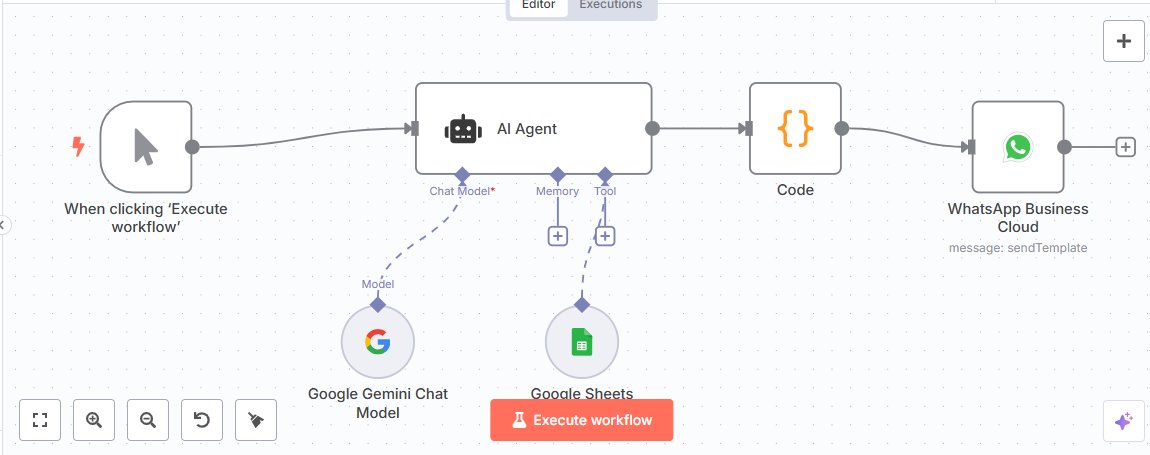 Editor
Executions
AI Agent
Chat Model*
Memory
Tool
Code
When clicking ‘Execute
workflow’
WhatsApp Business
Cloud
message: sendTemplate
Model
Google Gemini Chat
Model
Google Sheets
Execute workflow